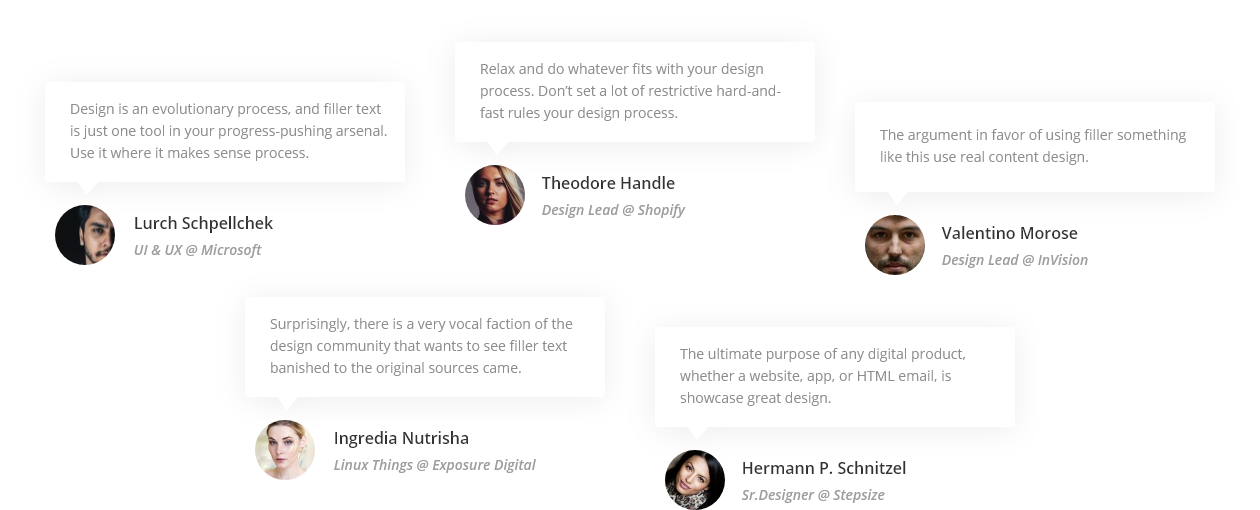 Design is an evolutionary process, and filler text
is just one tool in your progress-pushing arsenal.
Use it where it makes sense process.
Lurch Schpellchek
UI & UX @ Microsoft
Relax and do whatever fits with your design
process. Don’t set a lot of restrictive hard-and-
fast rules your design process.
Theodore Handle
Design Lead @ Shopify
The argument in favor of using filler something
like this use real content design.
Valentino Morose
Design Lead @ InVision
Surprisingly, there is a very vocal faction of the
design community that wants to see filler text
banished to the original sources came.
Ingredia Nutrisha
Linux Things @ Exposure Digital
The ultimate purpose of any digital product,
whether a website, app, or HTML email, is
showcase great design.
Hermann P. Schnitzel
Sr.Designer @ Stepsize